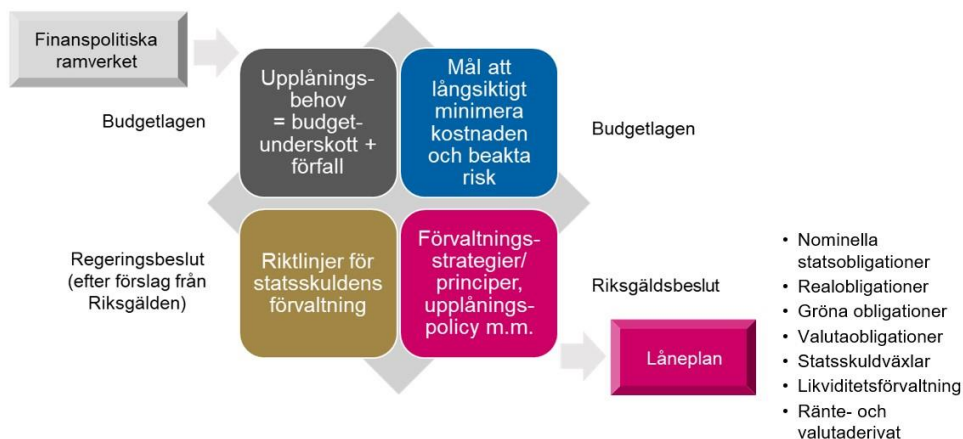 Finanspolitiska
ramverket
Budgetlagen
Upplånings-
behov
= budget-
underskott +
förfall
Mål att
långsiktigt
minimera
kostnaden
och beakta
risk
Budgetlagen
Regeringsbeslut
(efter förslag från
Riksgälden)
Riktlinjer för
statsskuldens
förvaltning
Förvaltnings-
strategier/
principer,
upplånings-
policy m.m.
Riksgäldsbeslut
Låneplan
• Nominella
statsobligationer
• Realobligationer
• Gröna obligationer
• Valutaobligationer
• Statsskuldväxlar
• Likviditetsförvaltning
• Ränte- och
valutaderivat